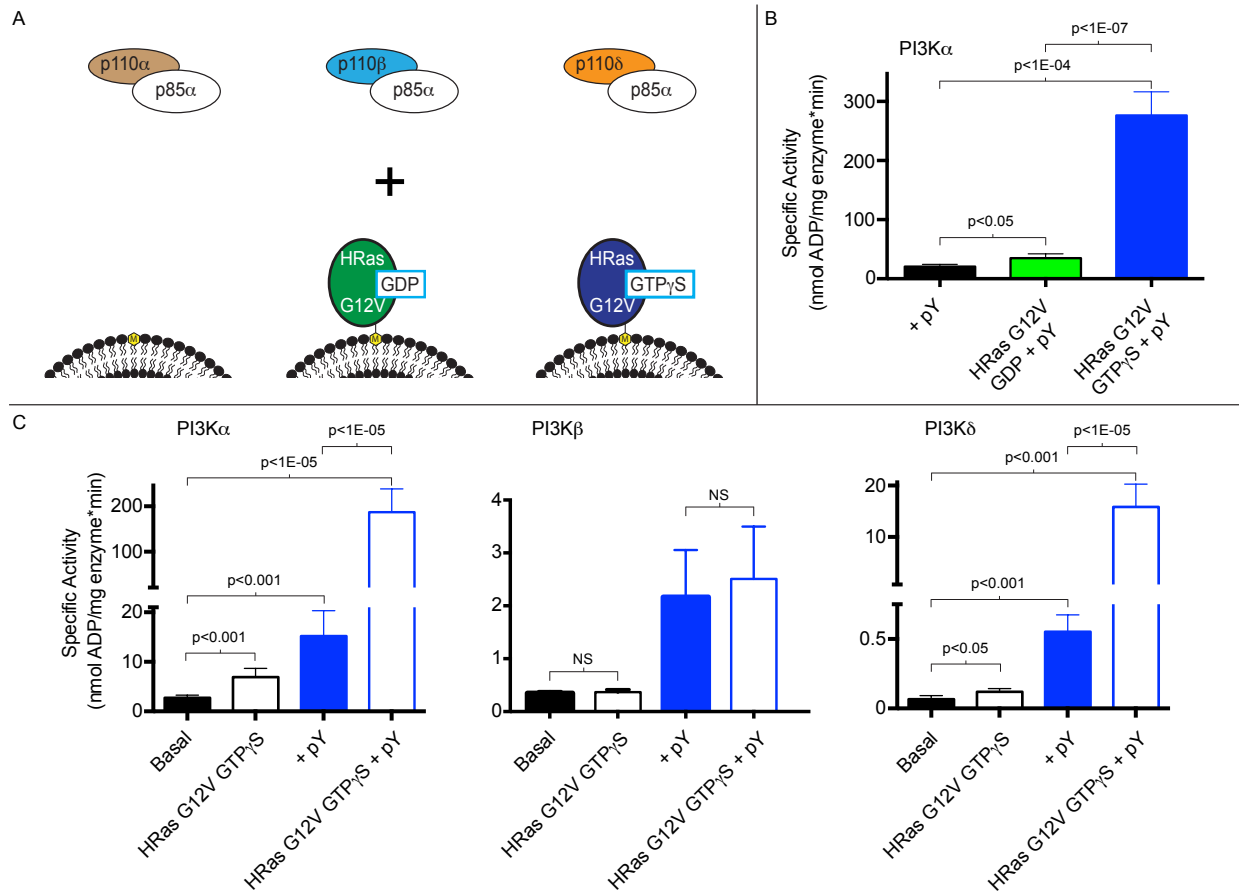 A
p110α
p85α
p110β
p85α
p110δ
p85α
+
HRas
GDP
G12V
HRas
GTPγS
G12V
M
M
M
B
PI3Kα
p<1E-07
p<1E-04
p<0.05
Specific Activity
(nmol ADP/mg enzyme*min)
300
200
100
0
+ pY
HRas G12V
GDP + pY
HRas G12V
GTPγS + pY
C
PI3Kα
p<1E-05
p<1E-05
p<0.001
p<0.001
Specific Activity
(nmol ADP/mg enzyme*min)
200
100
20
10
0
Basal
HRas G12V GTPγS
+ pY
HRas G12V GTPγS + pY
PI3Kβ
NS
NS
4
3
2
1
0
Basal
HRas G12V GTPγS
+ pY
HRas G12V GTPγS + pY
PI3Kδ
p<1E-05
p<0.001
p<0.001
p<0.05
20
10
0.5
0
Basal
HRas G12V GTPγS
+ pY
HRas G12V GTPγS + pY